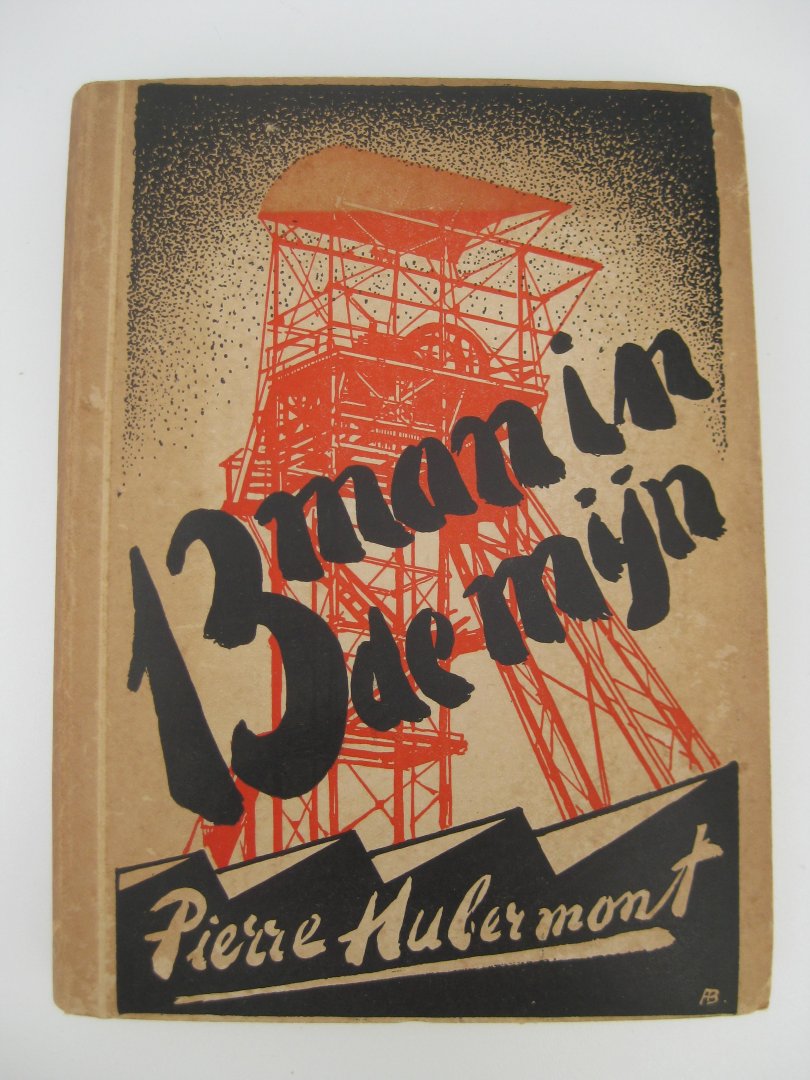 13 man in
de mijn
Pierre Hubermont
AB.